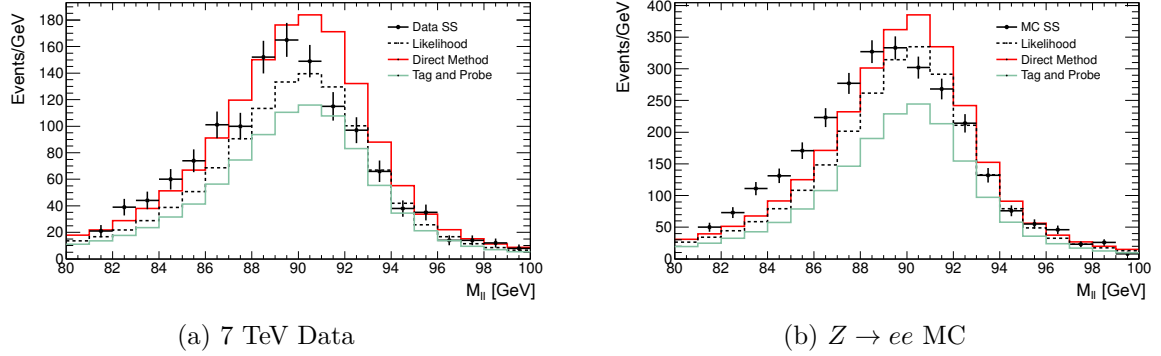 Events/GeV
180
160
140
120
100
80
60
40
20
0
Data SS
Likelihood
Direct Method
Tag and Probe
80 82 84 86 88 90 92 94 96 98 100
M_ll [GeV]
(a) 7 TeV Data
Events/GeV
400
350
300
250
200
150
100
50
0
MC SS
Likelihood
Direct Method
Tag and Probe
80 82 84 86 88 90 92 94 96 98 100
M_ll [GeV]
(b) Z → ee MC